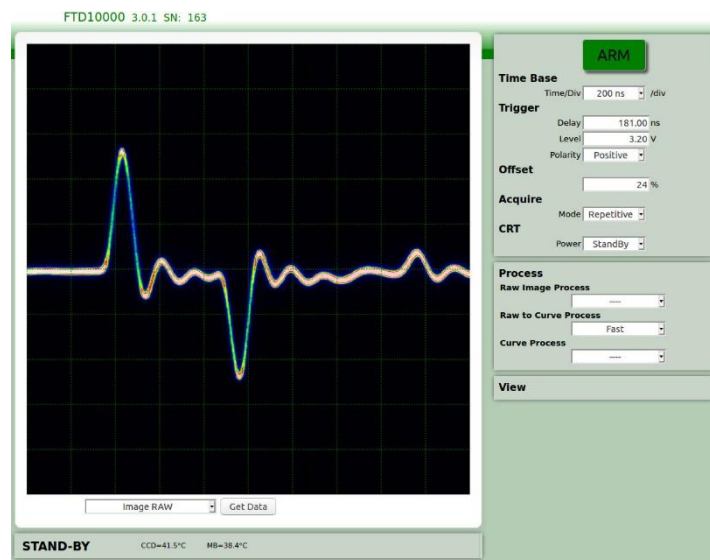 FTD10000 3.0.1 SN: 163
ARM
Time Base
Time/Div 200 ns /div
Trigger
Delay 181.00 ns
Level 3.20 V
Polarity Positive
Offset
24 %
Acquire
Mode Repetitive
CRT
Power StandBy
Process
Raw Image Process
----
Raw to Curve Process
Fast
Curve Process
----
View
Image RAW Get Data
STAND-BY CCD=41.5°C MB=38.4°C